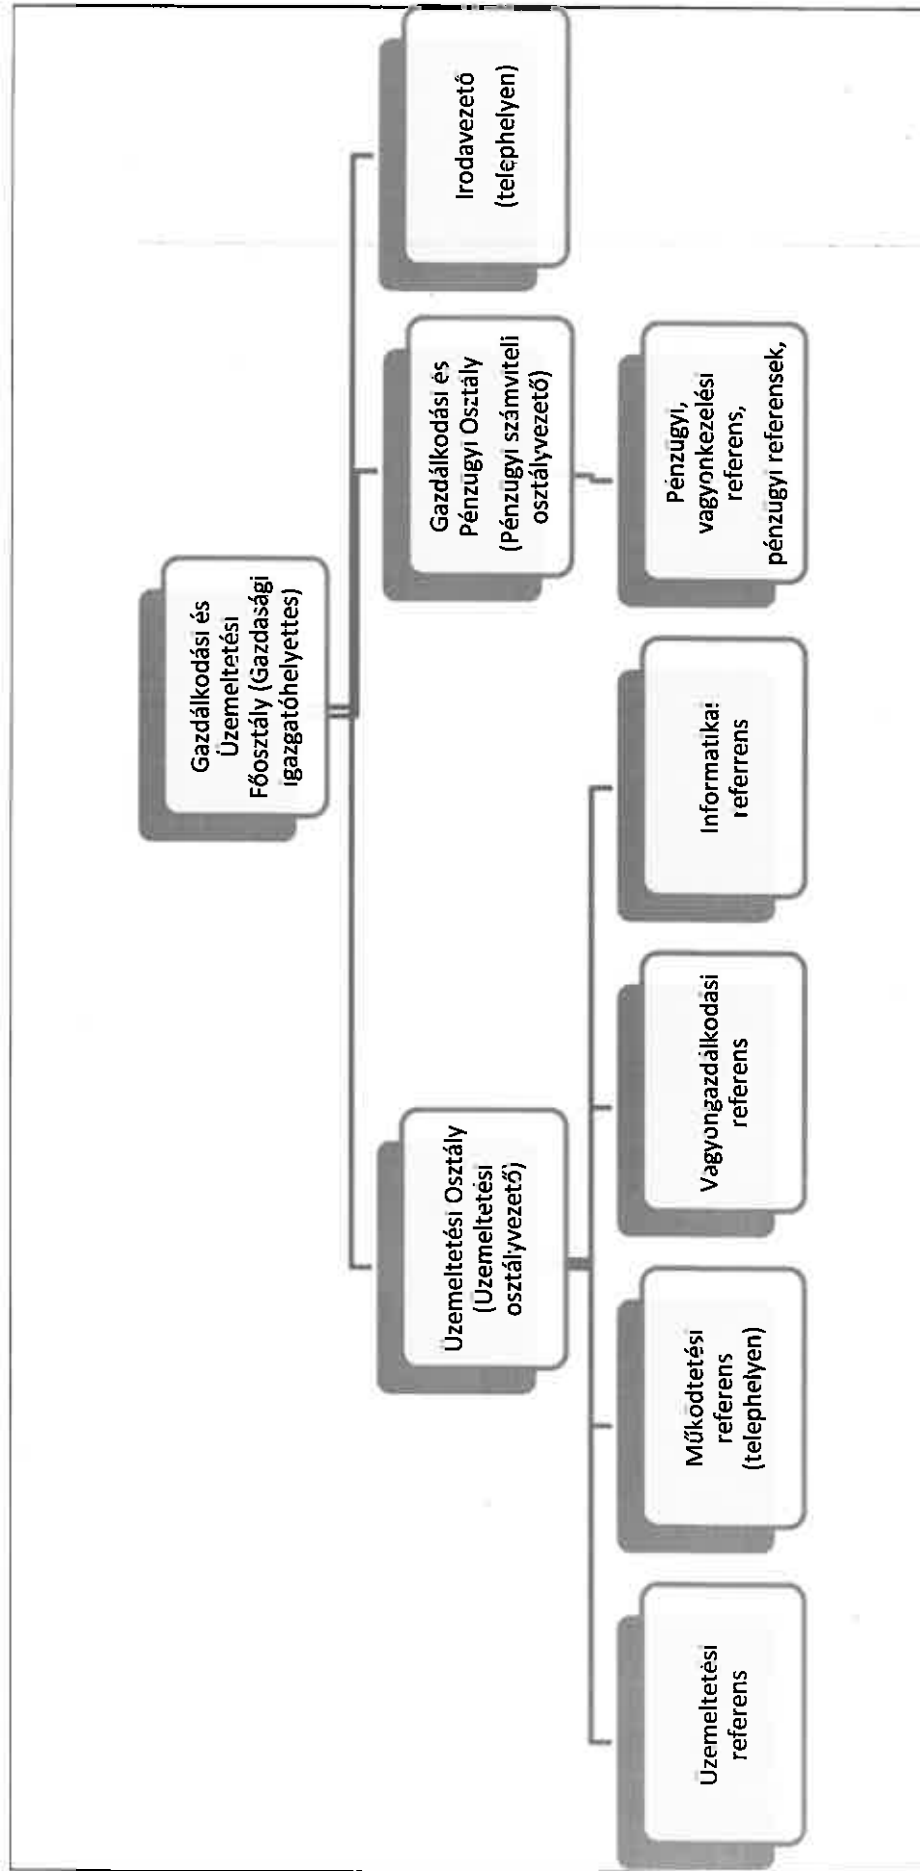 Gazdálkodási és
Üzemeltetési
Főosztály (Gazdasági
igazgatóhelyettes)
Üzemeltetési Osztály
(Üzemeltetési
osztályvezető)
Gazdálkodási és
Pénzügyi Osztály
(Pénzügyi számviteli
osztályvezető)
Irodavezető
(telephelyen)
Üzemeltetési
referens
Működtetési
referens
(telephelyen)
Vagyongazdálkodási
referens
Informatikai
referrens
Pénzügyi,
vagyonkezelési
referens,
pénzügyi referensek,